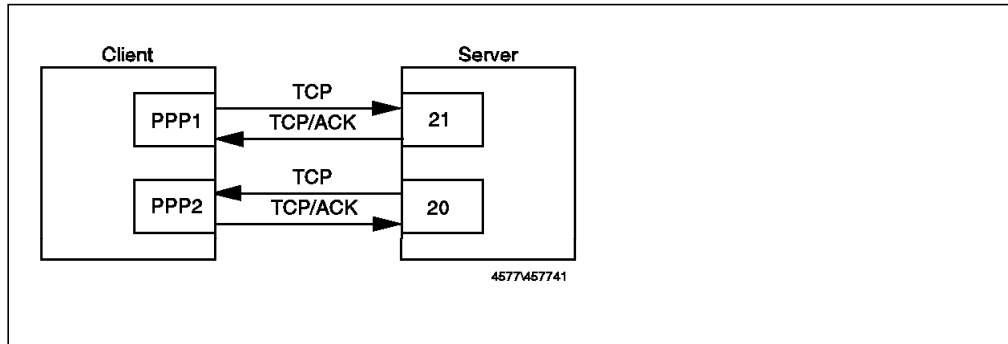 Client
Server
TCP
PPP1
21
TCP/ACK
TCP
PPP2
20
TCP/ACK
4577\457741